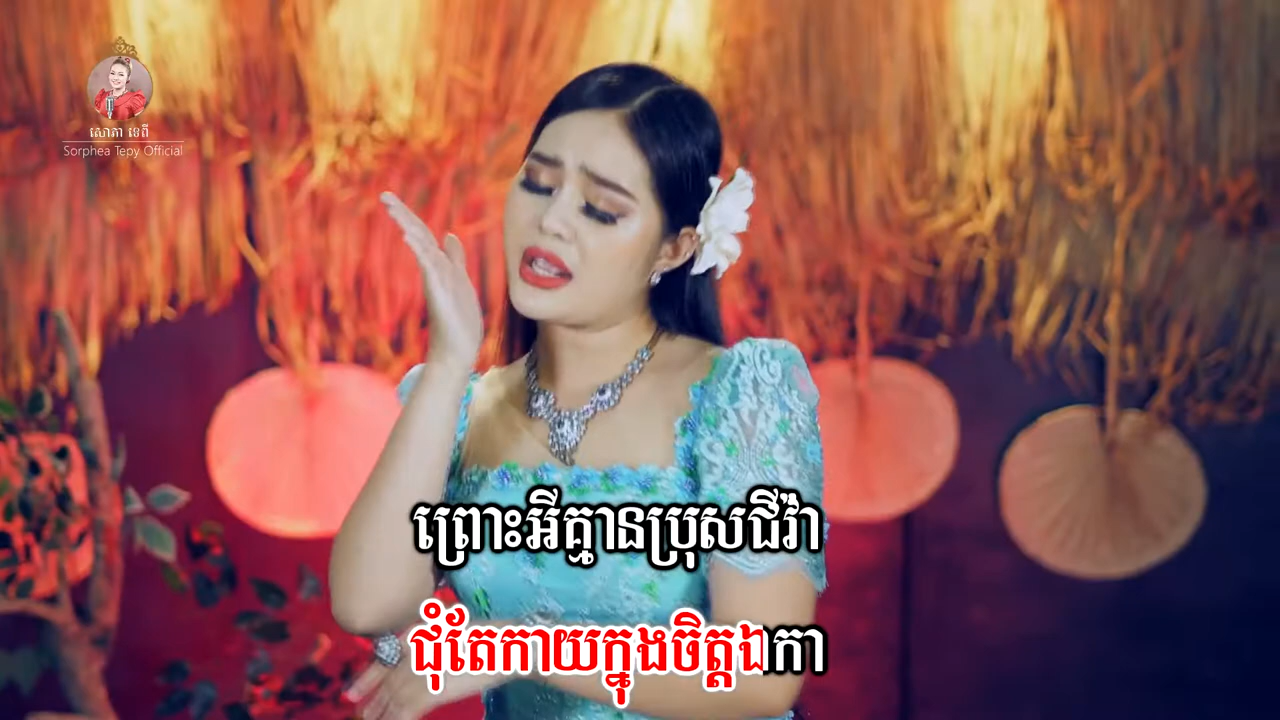 សោភា ទេពី
Sorphea Tepy Official
ព្រោះអីគ្មានប្រុសជីវ៉ា
ជុំតែកាយក្នុងចិត្តឯកា